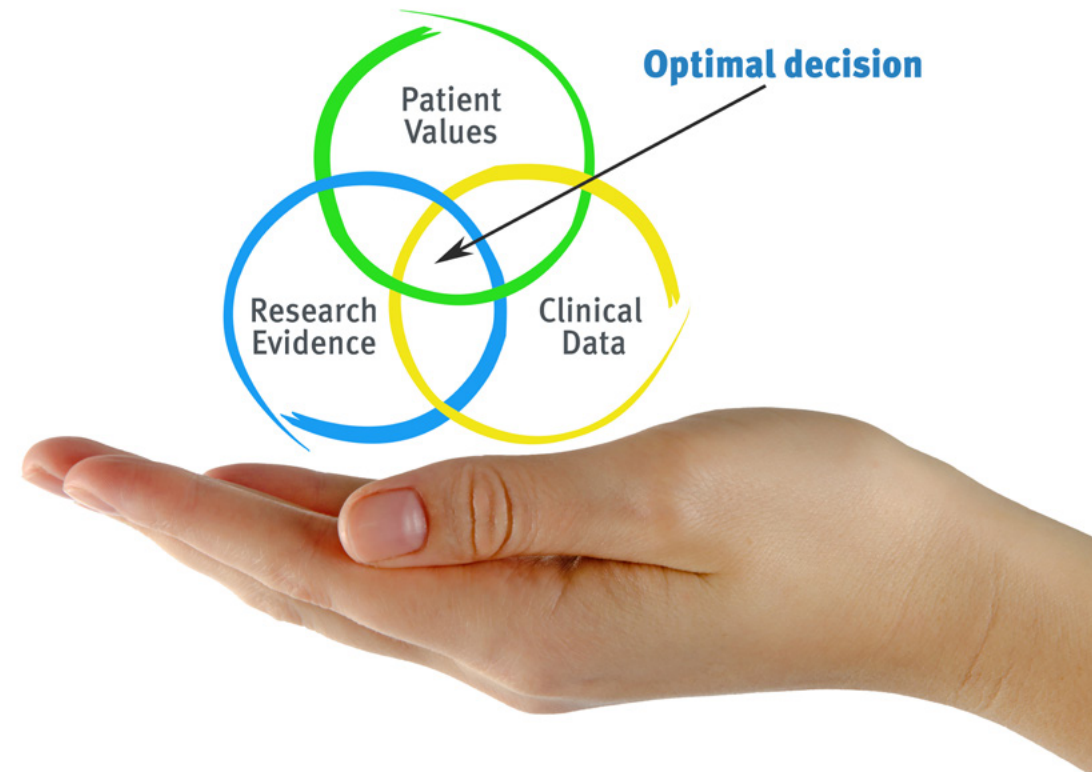 Optimal decision
Patient
Values
Research
Evidence
Clinical
Data